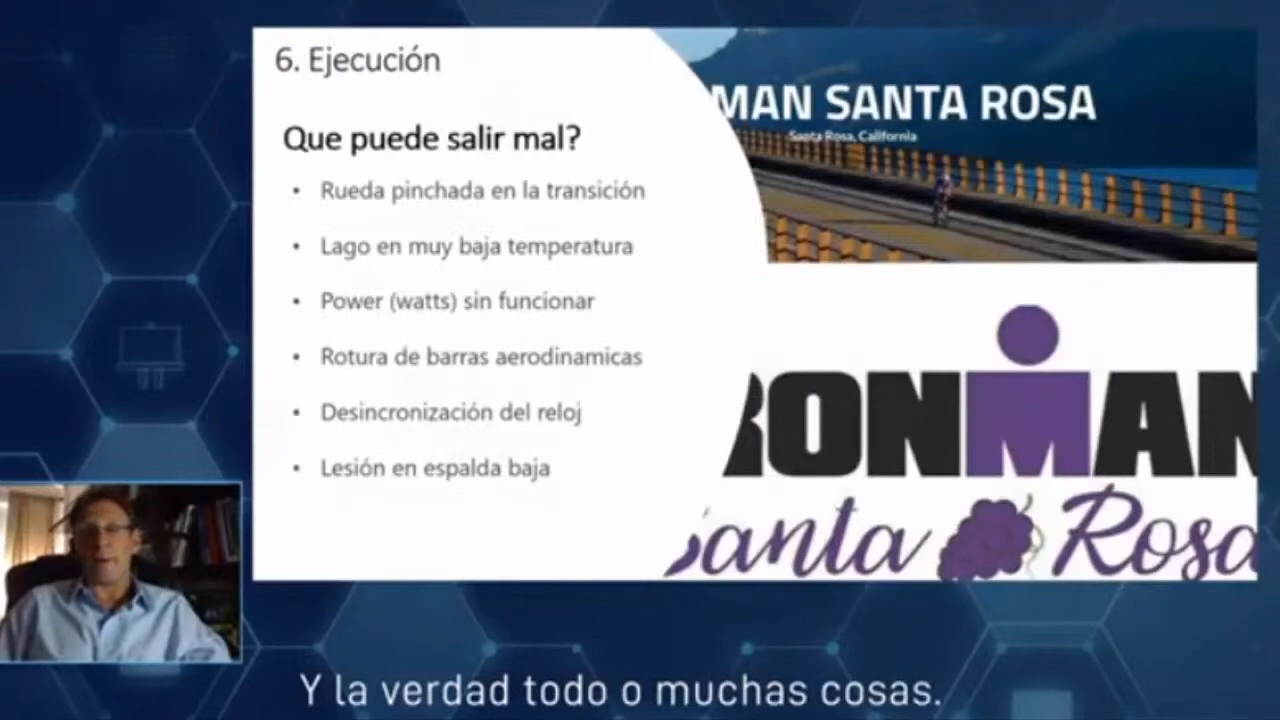 6. Ejecución
Que puede salir mal?
• Rueda pinchada en la transición
• Lago en muy baja temperatura
• Power (watts) sin funcionar
• Rotura de barras aerodinamicas
• Desincronización del reloj
• Lesión en espalda baja
MAN SANTA ROSA
Santa Rosa, California
RONMAN
Santa Rosa
Y la verdad todo o muchas cosas.